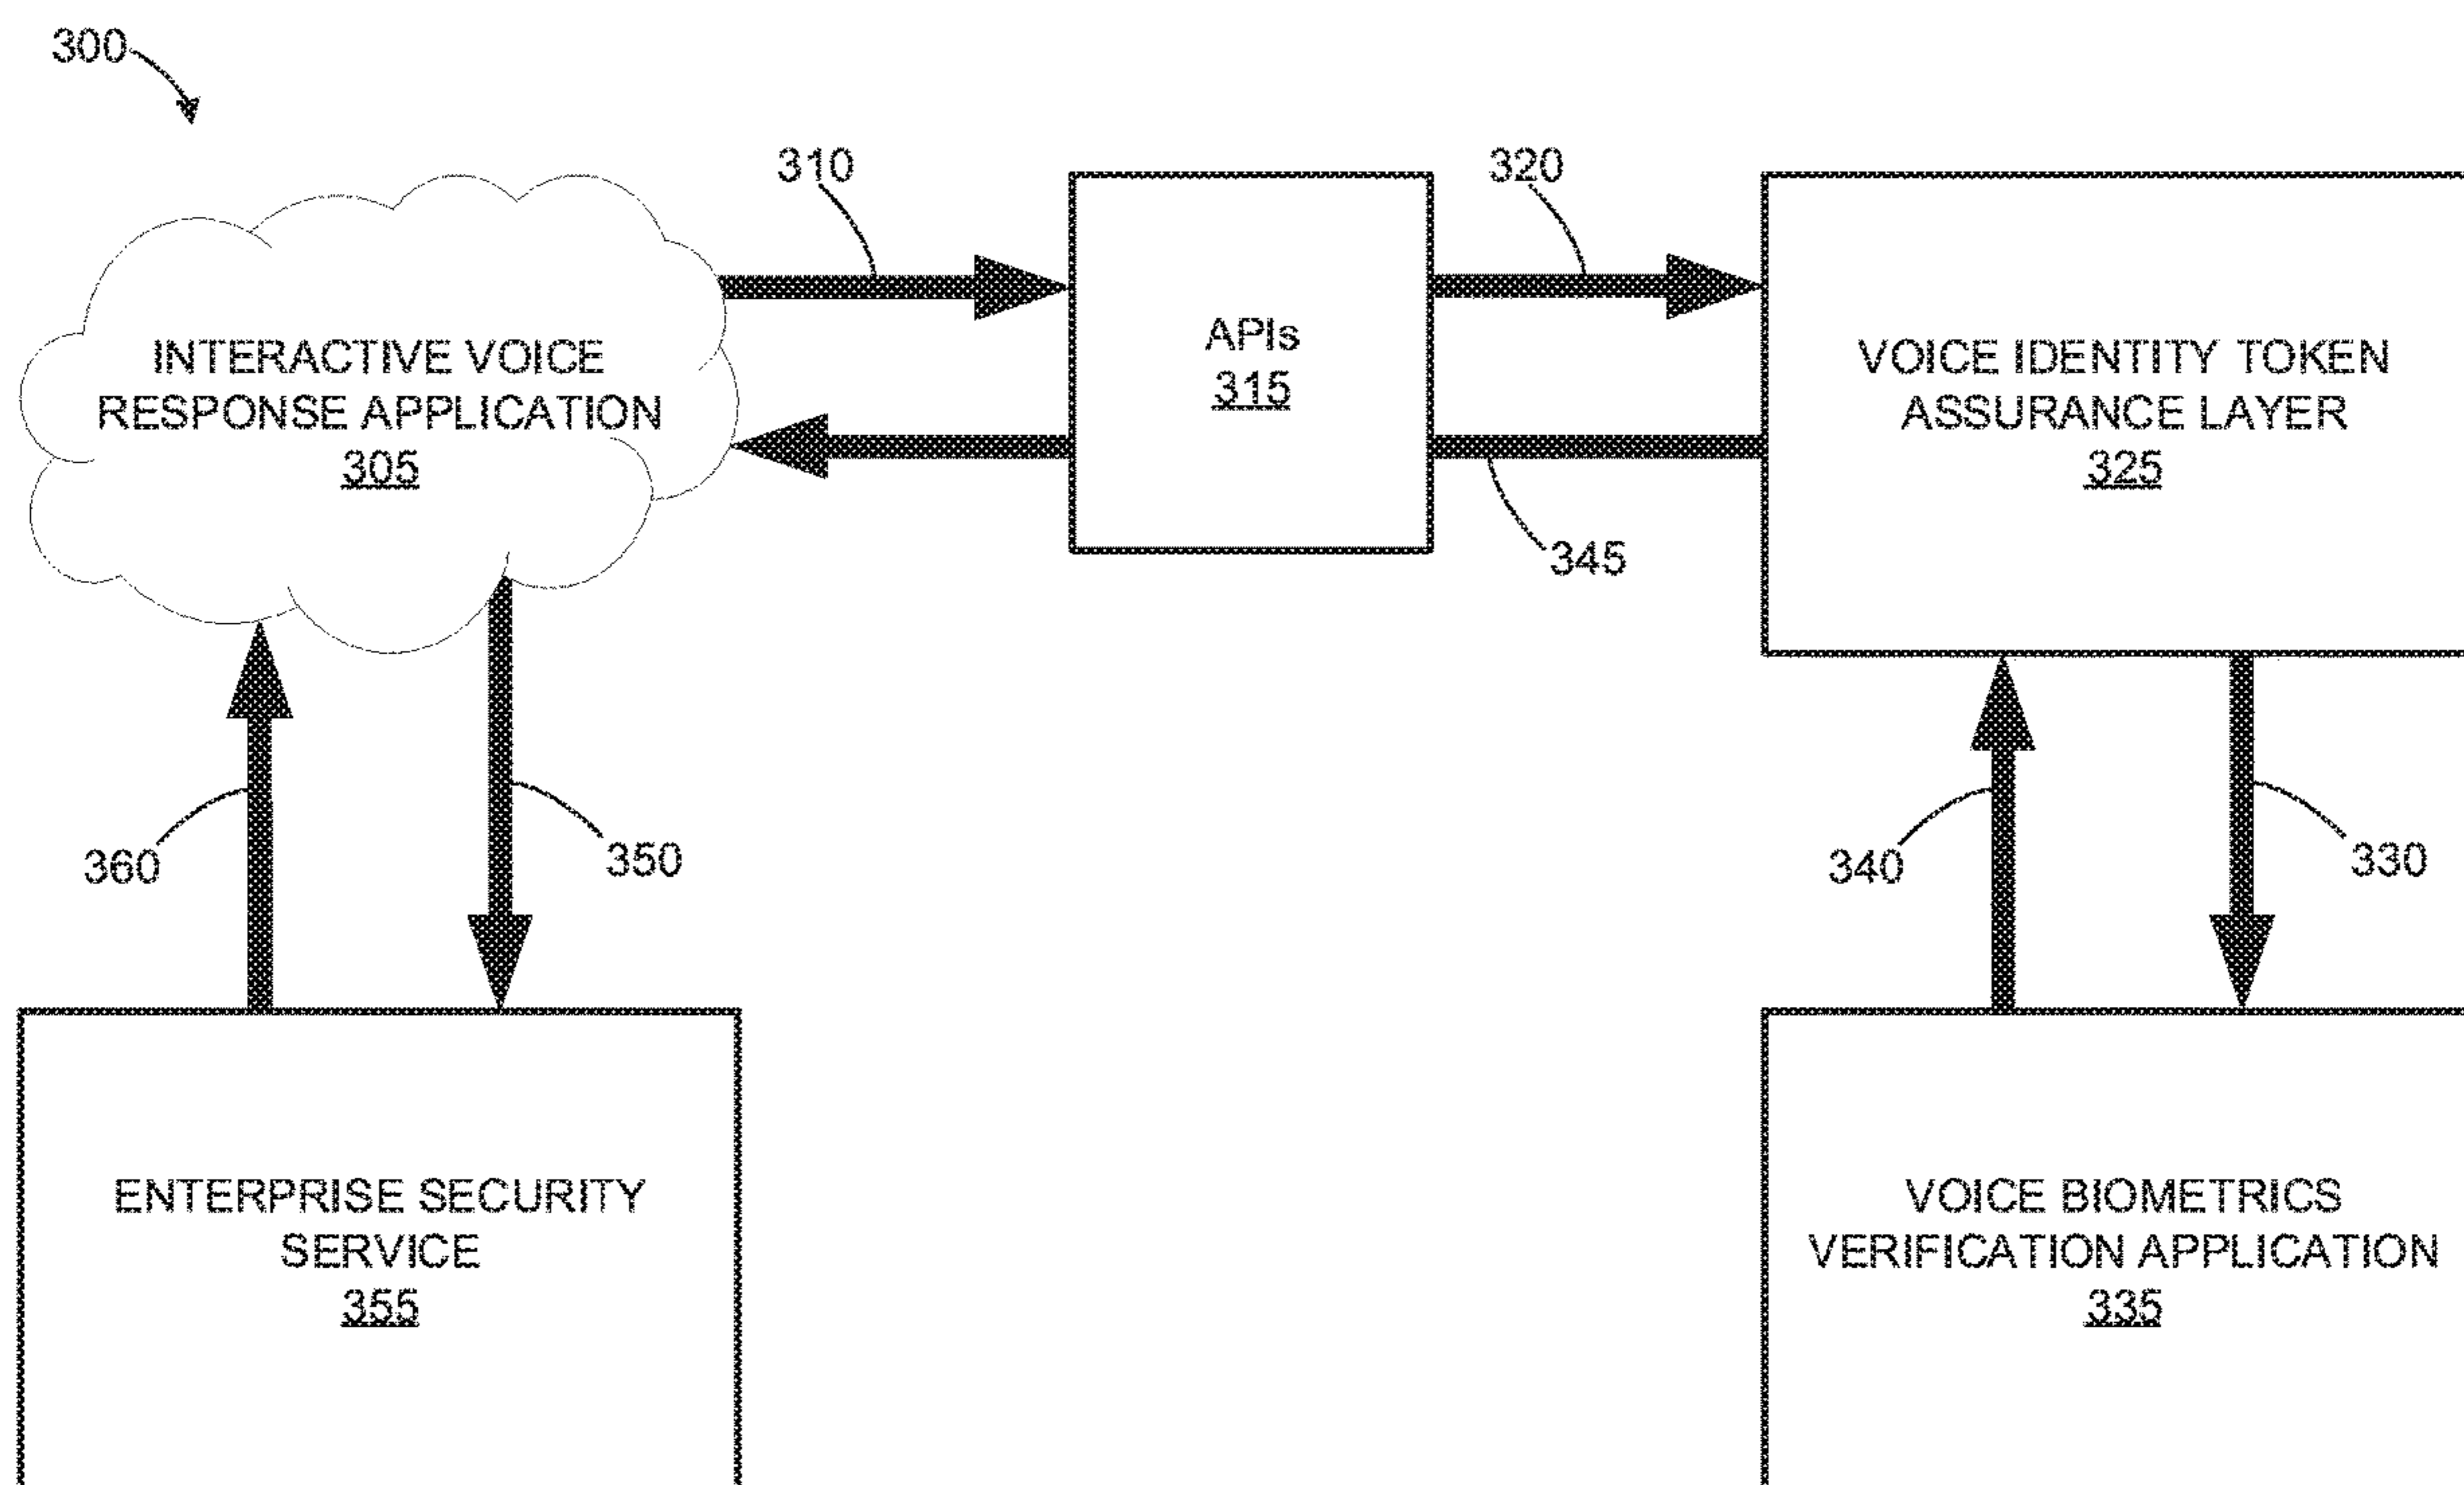 300
310
320
INTERACTIVE VOICE
RESPONSE APPLICATION
305
APIs
315
VOICE IDENTITY TOKEN
ASSURANCE LAYER
325
345
360
350
340
330
ENTERPRISE SECURITY
SERVICE
355
VOICE BIOMETRICS
VERIFICATION APPLICATION
335